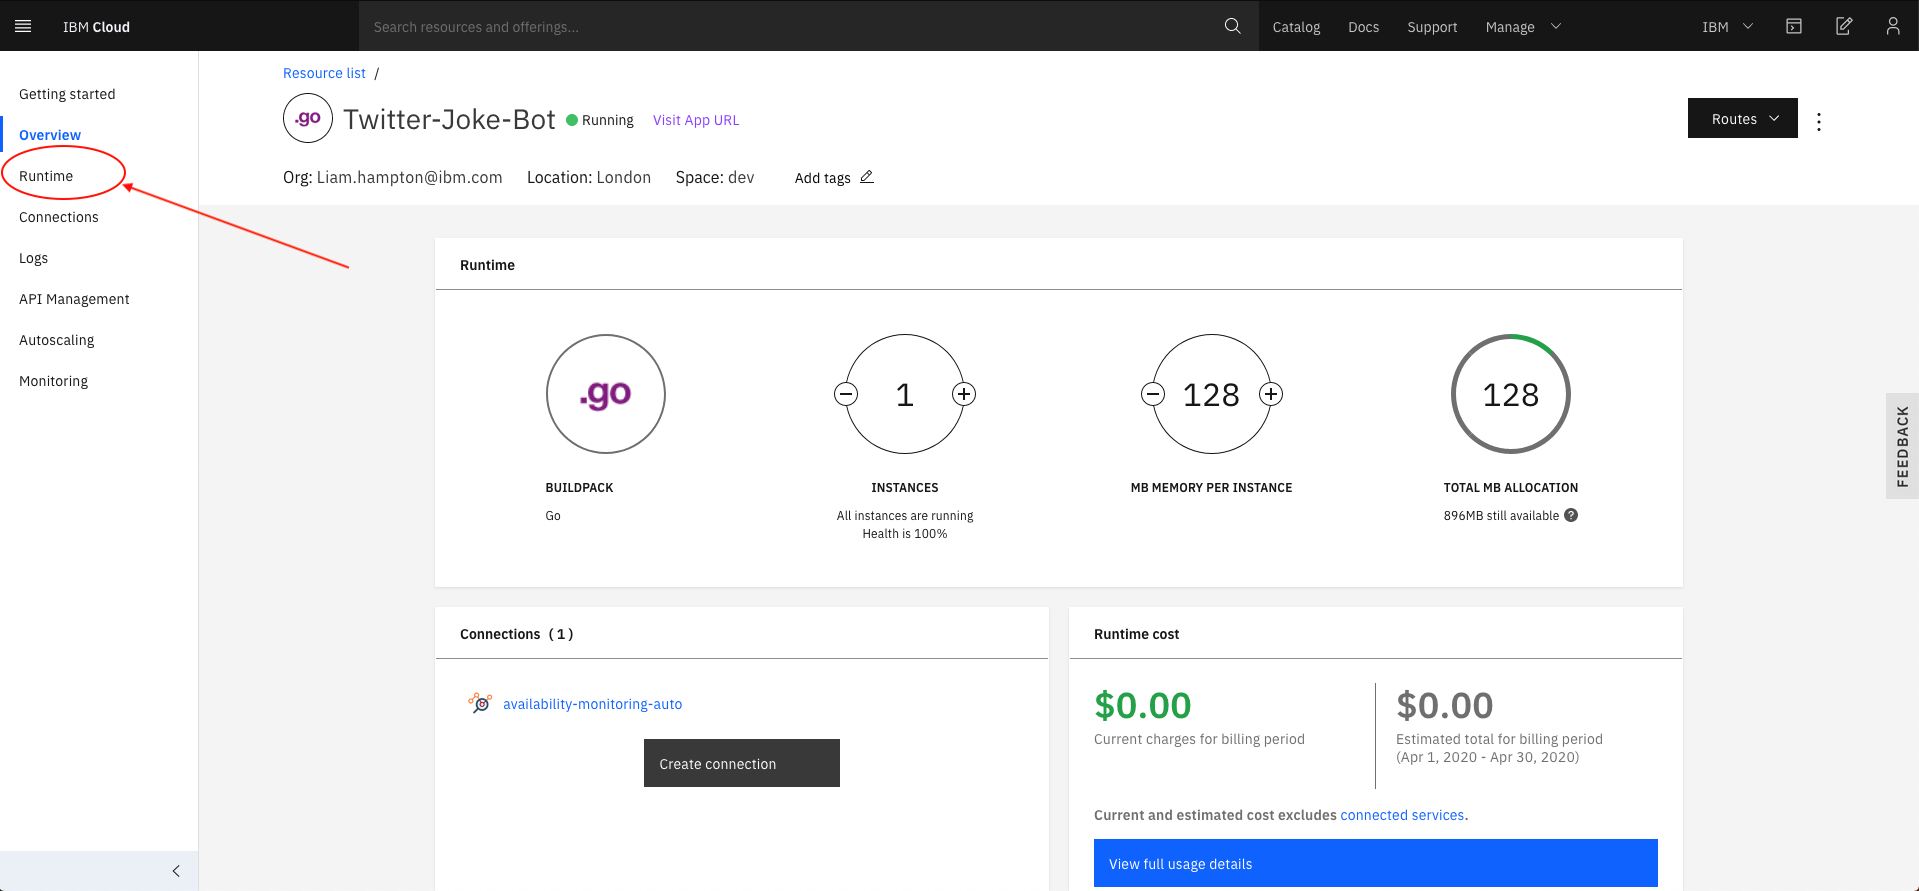 IBM Cloud
Search resources and offerings...
Catalog
Docs
Support
Manage
IBM
Getting started
Overview
Runtime
Connections
Logs
API Management
Autoscaling
Monitoring
Resource list /
.go
Twitter-Joke-Bot
Running
Visit App URL
Routes
Org: Liam.hampton@ibm.com
Location: London
Space: dev
Add tags
Runtime
.go
1
128
128
BUILDPACK
Go
INSTANCES
All instances are running
Health is 100%
MB MEMORY PER INSTANCE
TOTAL MB ALLOCATION
896MB still available ?
FEEDBACK
Connections (1)
availability-monitoring-auto
Create connection
Runtime cost
$0.00
Current charges for billing period
$0.00
Estimated total for billing period
(Apr 1, 2020 - Apr 30, 2020)
Current and estimated cost excludes connected services.
View full usage details